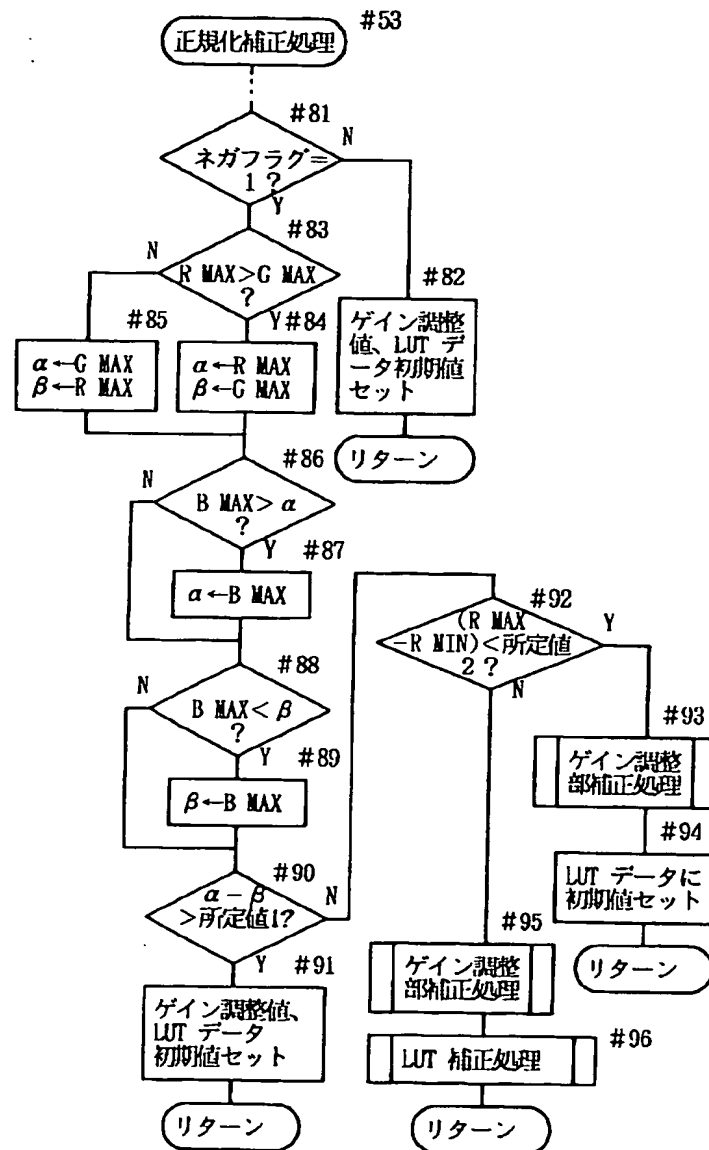 #53
正規化補正処理
#81
N
ネガフラグ=
1 ?
Y
#83
N
R MAX>G MAX
?
#82
#85
Y#84
ゲイン調整
値、LUT デ
ータ初期値
セット
α←G MAX
β←R MAX
α←R MAX
β←G MAX
リターン
#86
N
B MAX>α
?
Y
#87
α←B MAX
#92
(R MAX
-R MIN)<所定値
2 ?
Y
N
#88
N
B MAX<β
?
Y
#89
β←B MAX
#93
ゲイン調整
部補正処理
#94
LUT データに
初期値セット
リターン
#90
α-β
>所定値1?
N
Y
#91
ゲイン調整値、
LUT データ
初期値セット
リターン
#95
ゲイン調整
部補正処理
#96
LUT 補正処理
リターン